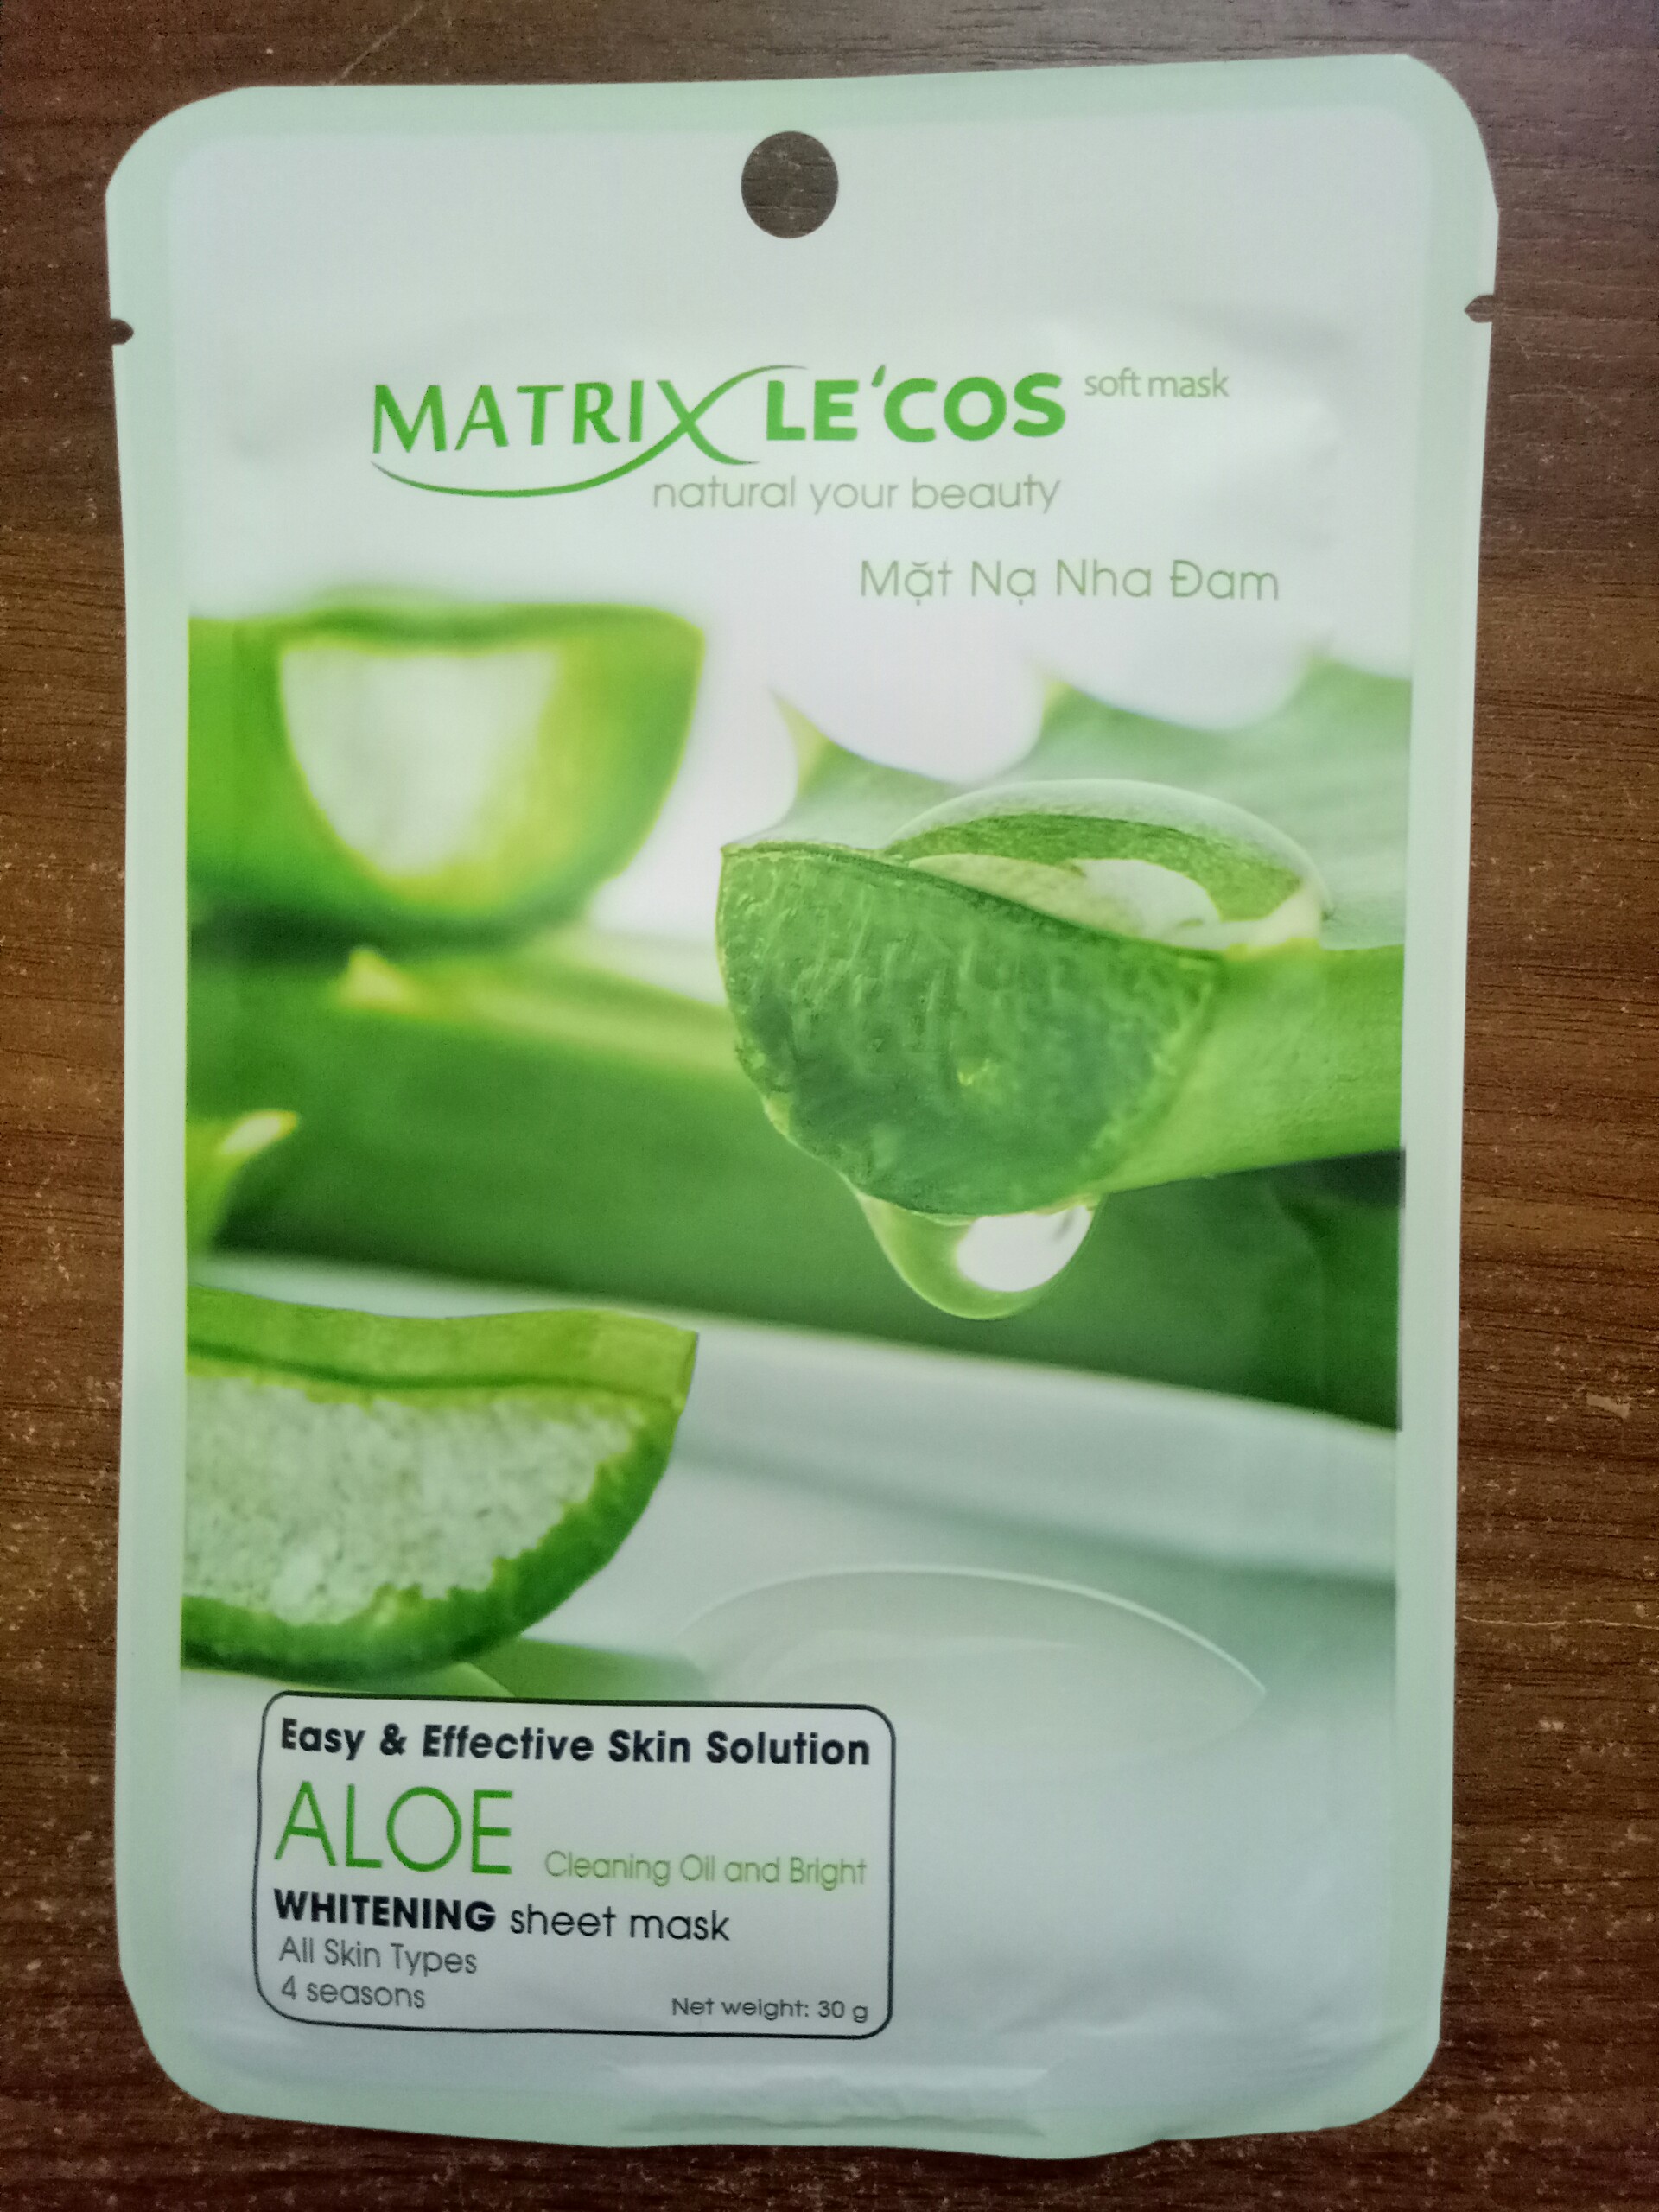 MATRIX LE'COS soft mask
natural your beauty
Mặt Nạ Nha Đam
Easy & Effective Skin Solution
ALOE Cleaning Oil and Bright
WHITENING sheet mask
All Skin Types
4 seasons
Net weight: 30 g